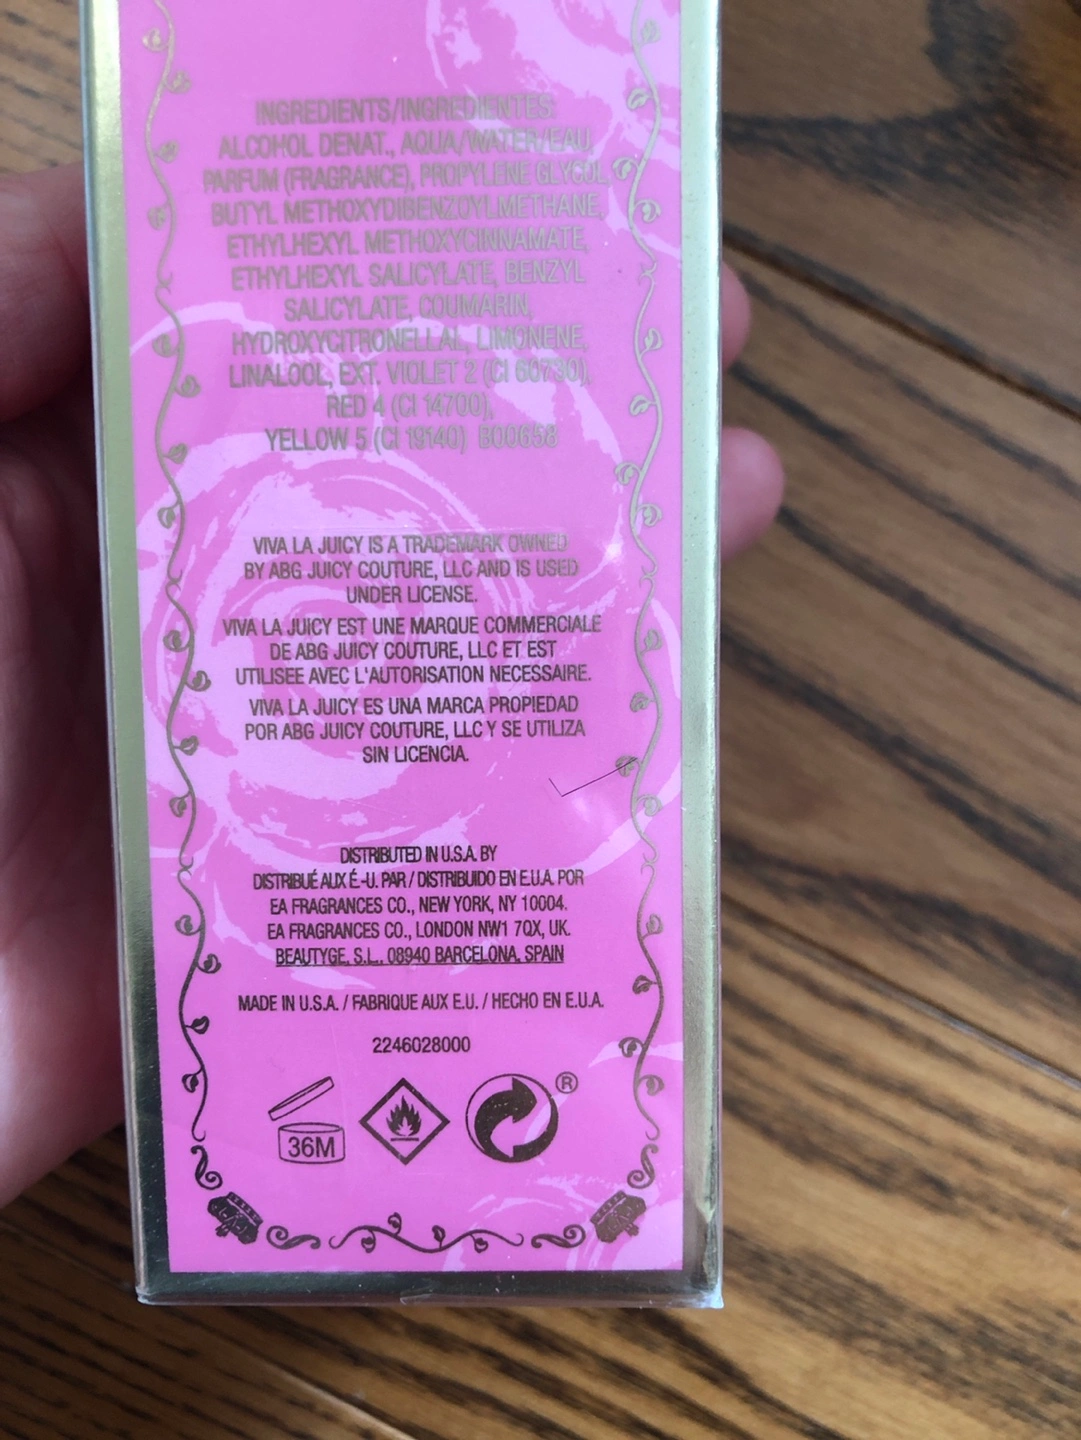 INGREDIENTS/INGREDIENTES:
ALCOHOL DENAT., AQUA/WATER/EAU,
PARFUM (FRAGRANCE), PROPYLENE GLYCOL,
BUTYL METHOXYDIBENZOYLMETHANE,
ETHYLHEXYL METHOXYCINNAMATE,
ETHYLHEXYL SALICYLATE, BENZYL
SALICYLATE, COUMARIN,
HYDROXYCITRONELLAL, LIMONENE,
LINALOOL, EXT. VIOLET 2 (CI 60730),
RED 4 (CI 14700),
YELLOW 5 (CI 19140) B00658
VIVA LA JUICY IS A TRADEMARK OWNED
BY ABG JUICY COUTURE, LLC AND IS USED
UNDER LICENSE.
VIVA LA JUICY EST UNE MARQUE COMMERCIALE
DE ABG JUICY COUTURE, LLC ET EST
UTILISEE AVEC L'AUTORISATION NECESSAIRE.
VIVA LA JUICY ES UNA MARCA PROPIEDAD
POR ABG JUICY COUTURE, LLC Y SE UTILIZA
SIN LICENCIA.
DISTRIBUTED IN U.S.A. BY
DISTRIBUÉ AUX É.-U. PAR / DISTRIBUIDO EN E.U.A. POR
EA FRAGRANCES CO., NEW YORK, NY 10004.
EA FRAGRANCES CO., LONDON NW1 7QX, UK.
BEAUTYGE, S.L., 08940 BARCELONA, SPAIN
MADE IN U.S.A. / FABRIQUE AUX E.U. / HECHO EN E.U.A.
2246028000
36M ®